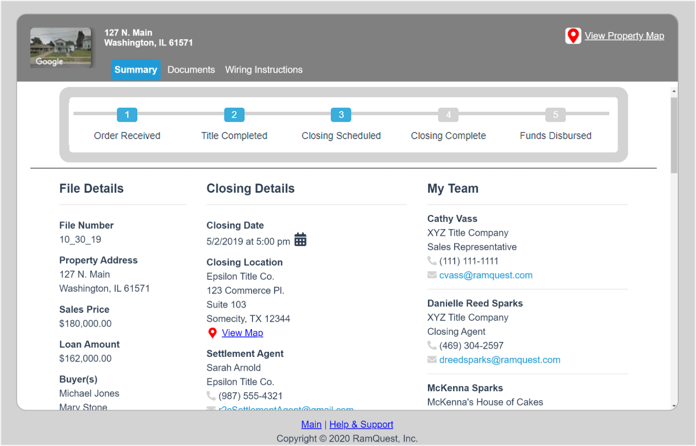 127 N. Main
Washington, IL 61571
View Property Map
Google
Summary Documents Wiring Instructions
1 2 3 4 5
Order Received Title Completed Closing Scheduled Closing Complete Funds Disbursed
File Details
File Number
10_30_19
Property Address
127 N. Main
Washington, IL 61571
Sales Price
$180,000.00
Loan Amount
$162,000.00
Buyer(s)
Michael Jones
Mary Stone
Closing Details
Closing Date
5/2/2019 at 5:00 pm
Closing Location
Epsilon Title Co.
123 Commerce Pl.
Suite 103
Somecity, TX 12344
View Map
Settlement Agent
Sarah Arnold
Epsilon Title Co.
(987) 555-4321
My Team
Cathy Vass
XYZ Title Company
Sales Representative
(111) 111-1111
cvass@ramquest.com
Danielle Reed Sparks
XYZ Title Company
Closing Agent
(469) 304-2597
dreedsparks@ramquest.com
McKenna Sparks
McKenna's House of Cakes
Main | Help & Support
Copyright © 2020 RamQuest, Inc.